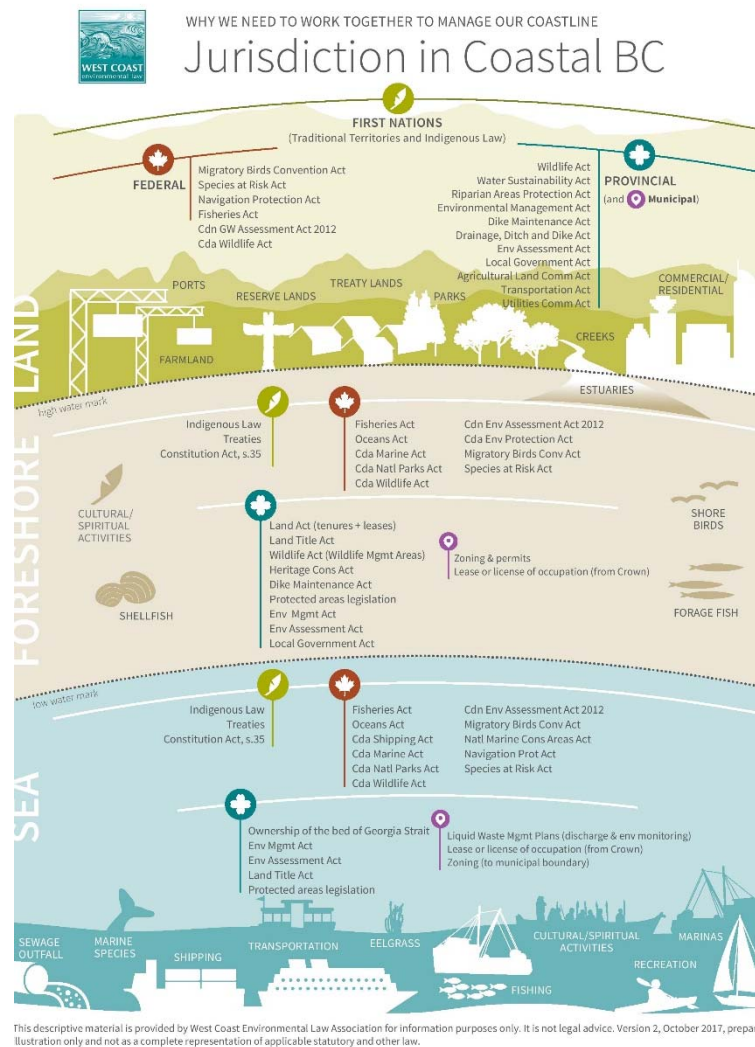 WHY WE NEED TO WORK TOGETHER TO MANAGE OUR COASTLINE
Jurisdiction in Coastal BC
WEST COAST
environmental law
FIRST NATIONS
(Traditional Territories and Indigenous Law)
FEDERAL
Migratory Birds Convention Act
Species at Risk Act
Navigation Protection Act
Fisheries Act
Cdn GW Assessment Act 2012
Cda Wildlife Act
Wildlife Act
Water Sustainability Act
Riparian Areas Protection Act
Environmental Management Act
Dike Maintenance Act
Drainage, Ditch and Dike Act
Env Assessment Act
Local Government Act
Agricultural Land Comm Act
Transportation Act
Utilities Comm Act
PROVINCIAL
(and Municipal)
LAND
PORTS
RESERVE LANDS
TREATY LANDS
PARKS
COMMERCIAL/
RESIDENTIAL
FARMLAND
CREEKS
ESTUARIES
high water mark
FORESHORE
Indigenous Law
Treaties
Constitution Act, s.35
Fisheries Act
Oceans Act
Cda Marine Act
Cda Natl Parks Act
Cda Wildlife Act
Cdn Env Assessment Act 2012
Cda Env Protection Act
Migratory Birds Conv Act
Species at Risk Act
CULTURAL/
SPIRITUAL
ACTIVITIES
SHORE
BIRDS
Land Act (tenures + leases)
Land Title Act
Wildlife Act (Wildlife Mgmt Areas)
Heritage Cons Act
Dike Maintenance Act
Protected areas legislation
Env Mgmt Act
Env Assessment Act
Local Government Act
Zoning & permits
Lease or license of occupation (from Crown)
SHELLFISH
FORAGE FISH
low water mark
SEA
Indigenous Law
Treaties
Constitution Act, s.35
Fisheries Act
Oceans Act
Cda Shipping Act
Cda Marine Act
Cda Natl Parks Act
Cda Wildlife Act
Cdn Env Assessment Act 2012
Migratory Birds Conv Act
Natl Marine Cons Areas Act
Navigation Prot Act
Species at Risk Act
Ownership of the bed of Georgia Strait
Env Mgmt Act
Env Assessment Act
Land Title Act
Protected areas legislation
Liquid Waste Mgmt Plans (discharge & env monitoring)
Lease or license of occupation (from Crown)
Zoning (to municipal boundary)
SEWAGE
OUTFALL
MARINE
SPECIES
SHIPPING
TRANSPORTATION
EELGRASS
FISHING
CULTURAL/SPIRITUAL
ACTIVITIES
RECREATION
MARINAS
This descriptive material is provided by West Coast Environmental Law Association for information purposes only. It is not legal advice. Version 2, October 2017, prepar
illustration only and not as a complete representation of applicable statutory and other law.